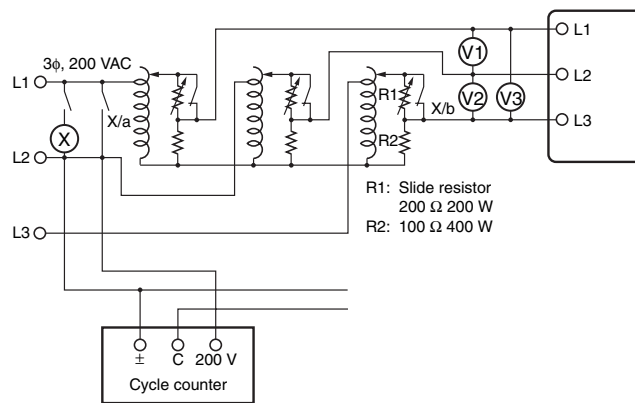 3ϕ, 200 VAC
L1
L2
L3
X
X/a
R1
R2
X/b
V1
V2
V3
L1
L2
L3
R1: Slide resistor
200 Ω 200 W
R2: 100 Ω 400 W
± C 200 V
Cycle counter